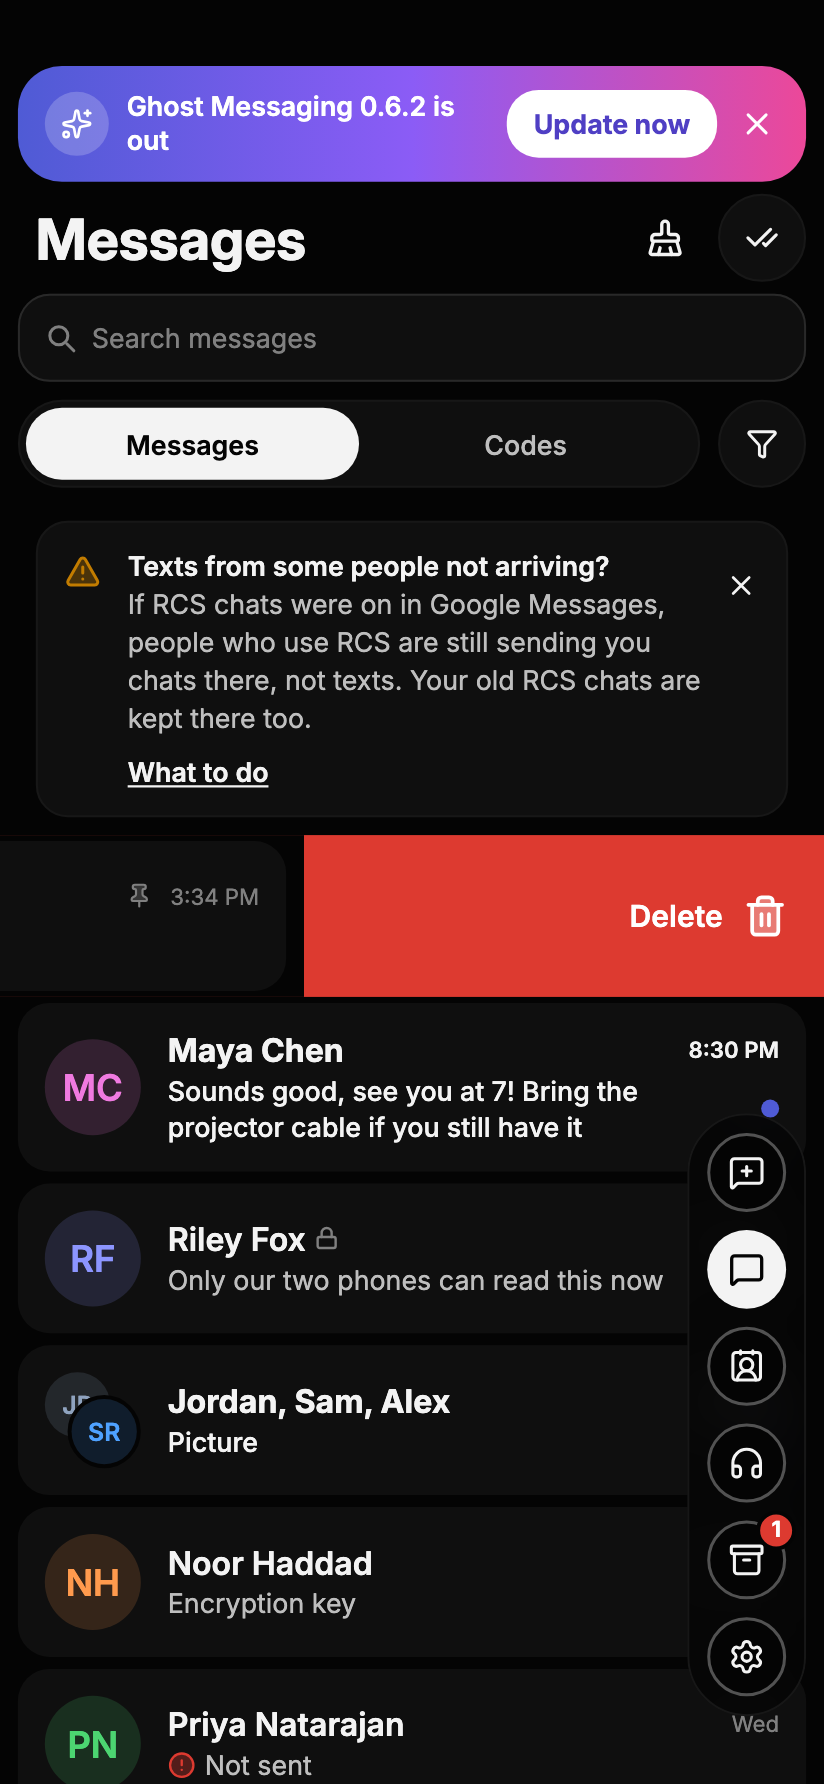 Ghost Messaging 0.6.2 is
out
Update now
Messages
Search messages
Messages
Codes
Texts from some people not arriving?
If RCS chats were on in Google Messages,
people who use RCS are still sending you
chats there, not texts. Your old RCS chats are
kept there too.
What to do
3:34 PM
Delete
MC
Maya Chen
8:30 PM
Sounds good, see you at 7! Bring the
projector cable if you still have it
RF
Riley Fox
Only our two phones can read this now
SR
Jordan, Sam, Alex
Picture
1
NH
Noor Haddad
Encryption key
PN
Priya Natarajan
Wed
Not sent